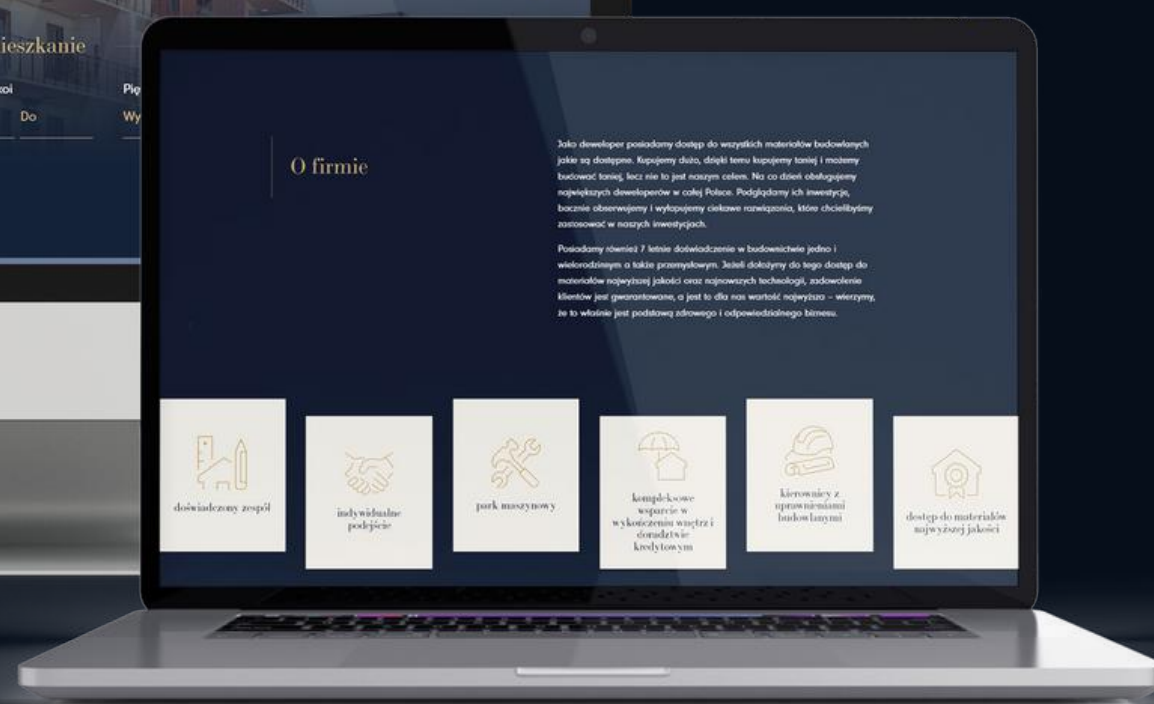 ieszkanie
koi
Pię
Do
Wy
O firmie
Jako deweloper posiadamy dostęp do wszystkich materiałów budowlanych
jakie są dostępne. Kupujemy dużo, dzięki temu kupujemy taniej i możemy
budować taniej, lecz nie to jest naszym celem. Na co dzień obsługujemy
największych deweloperów w całej Polsce. Podglądamy ich inwestycje,
bacznie obserwujemy i wyłapujemy ciekawe rozwiązania, które chcielibyśmy
zastosować w naszych inwestycjach.
Posiadamy również 7 letnie doświadczenie w budownictwie jedno i
wielorodzinnym a także przemysłowym. Jeżeli dołożymy do tego dostęp do
materiałów najwyższej jakości oraz najnowszych technologii, zadowolenie
klientów jest gwarantowane, a jest to dla nas wartość najwyższa – wierzymy,
że to właśnie jest podstawą zdrowego i odpowiedzialnego biznesu.
doświadczony zespół
indywidualne
podejście
park maszynowy
kompleksowe
wsparcie w
wykończeniu wnętrz i
doradztwie
kredytowym
kierownicy z
uprawnieniami
budowlanymi
dostęp do materiałów
najwyższej jakości